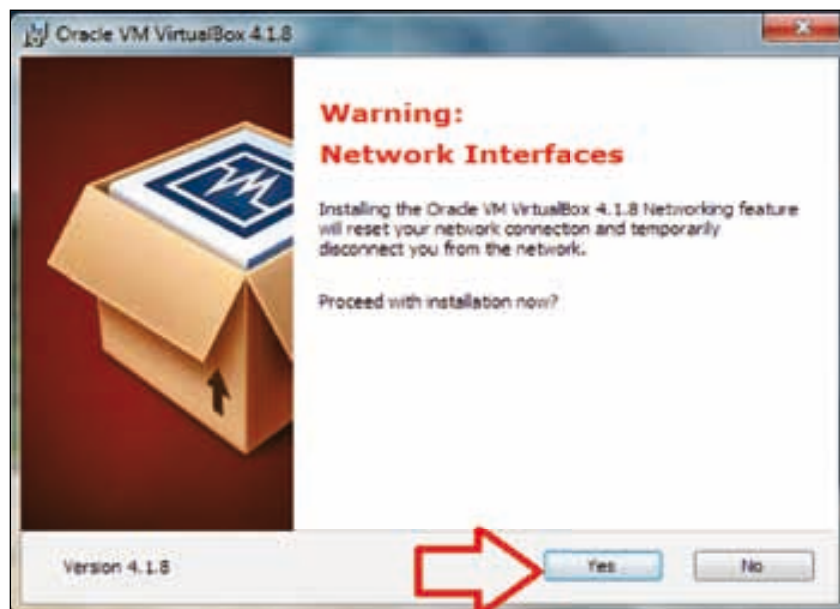 Oracle VM VirtualBox 4.1.8
Warning:
Network Interfaces
Installing the Oracle VM VirtualBox 4.1.8 Networking feature
will reset your network connection and temporarily
disconnect you from the network.
Proceed with installation now?
Version 4.1.8
Yes
No